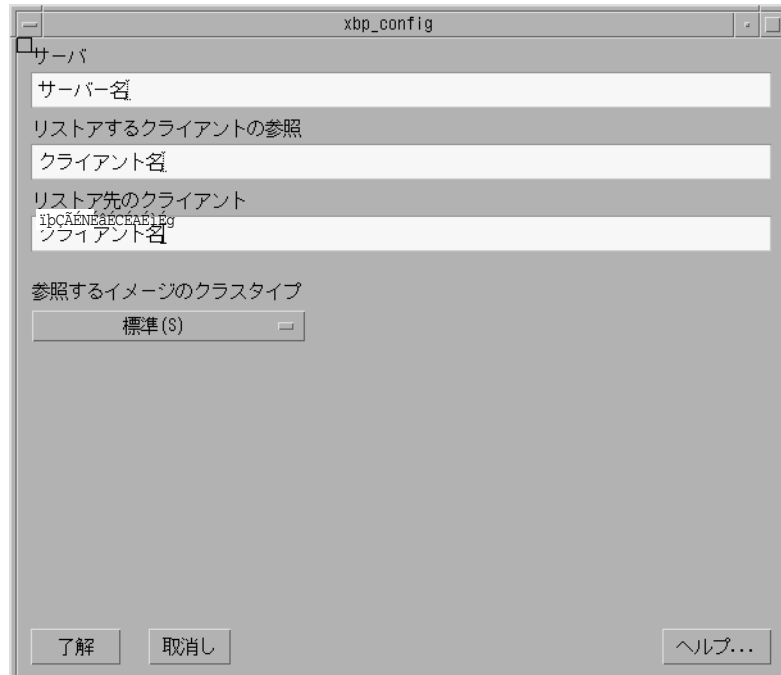 xbp_config
サーバ
サーバー名
リストアするクライアントの参照
クライアント名
リストア先のクライアント
ïbÇÃÉNÉâÉCÉAÉìÉg
クライアント名
参照するイメージのクラスタイプ
標準(S)
了解 取消し ヘルプ...